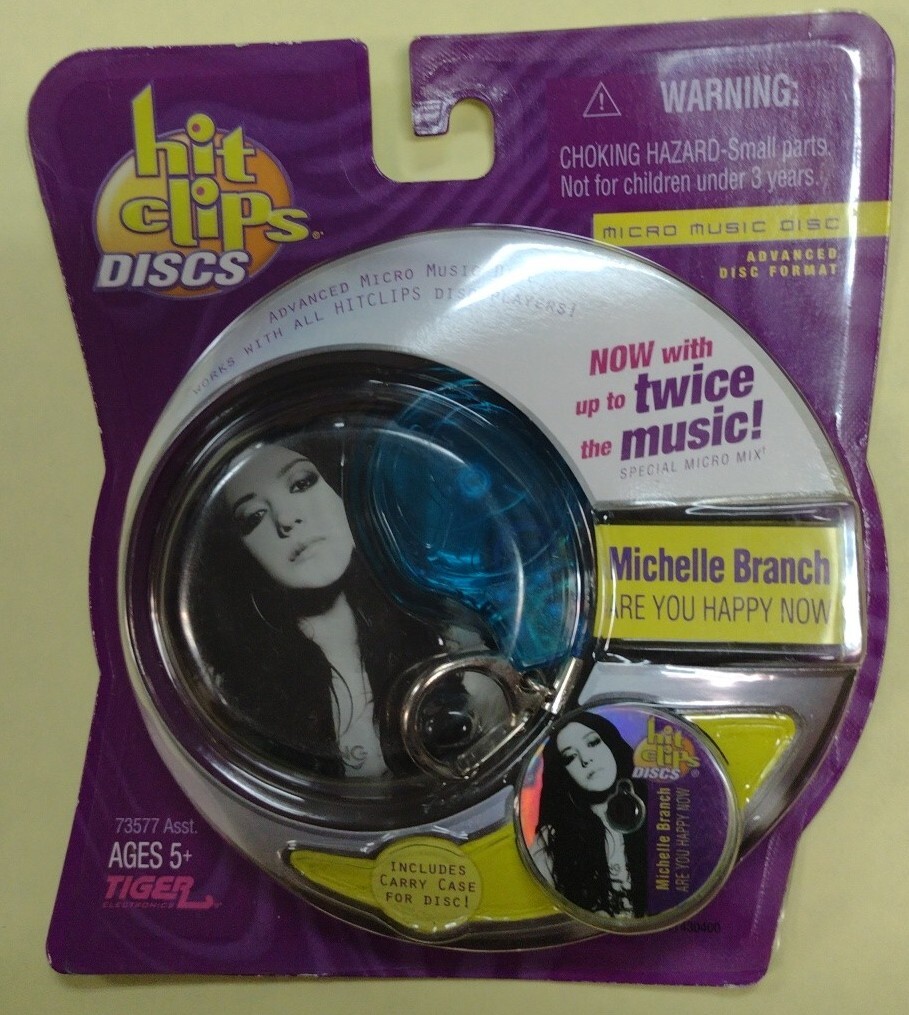 hit
clips
DISCS
WARNING:
CHOKING HAZARD-Small parts.
Not for children under 3 years.
MICRO MUSIC DISC
ADVANCED
DISC FORMAT
ADVANCED MICRO MUSIC
WORKS WITH ALL HITCLIPS DISC PLAYERS!
NOW with
up to twice
the music!
SPECIAL MICRO MIX!
Michelle Branch
ARE YOU HAPPY NOW
hit
clips
DISCS
Michelle Branch
ARE YOU HAPPY NOW
73577 Asst.
AGES 5+
TIGER
ELECTRONICS
INCLUDES
CARRY CASE
FOR DISC!